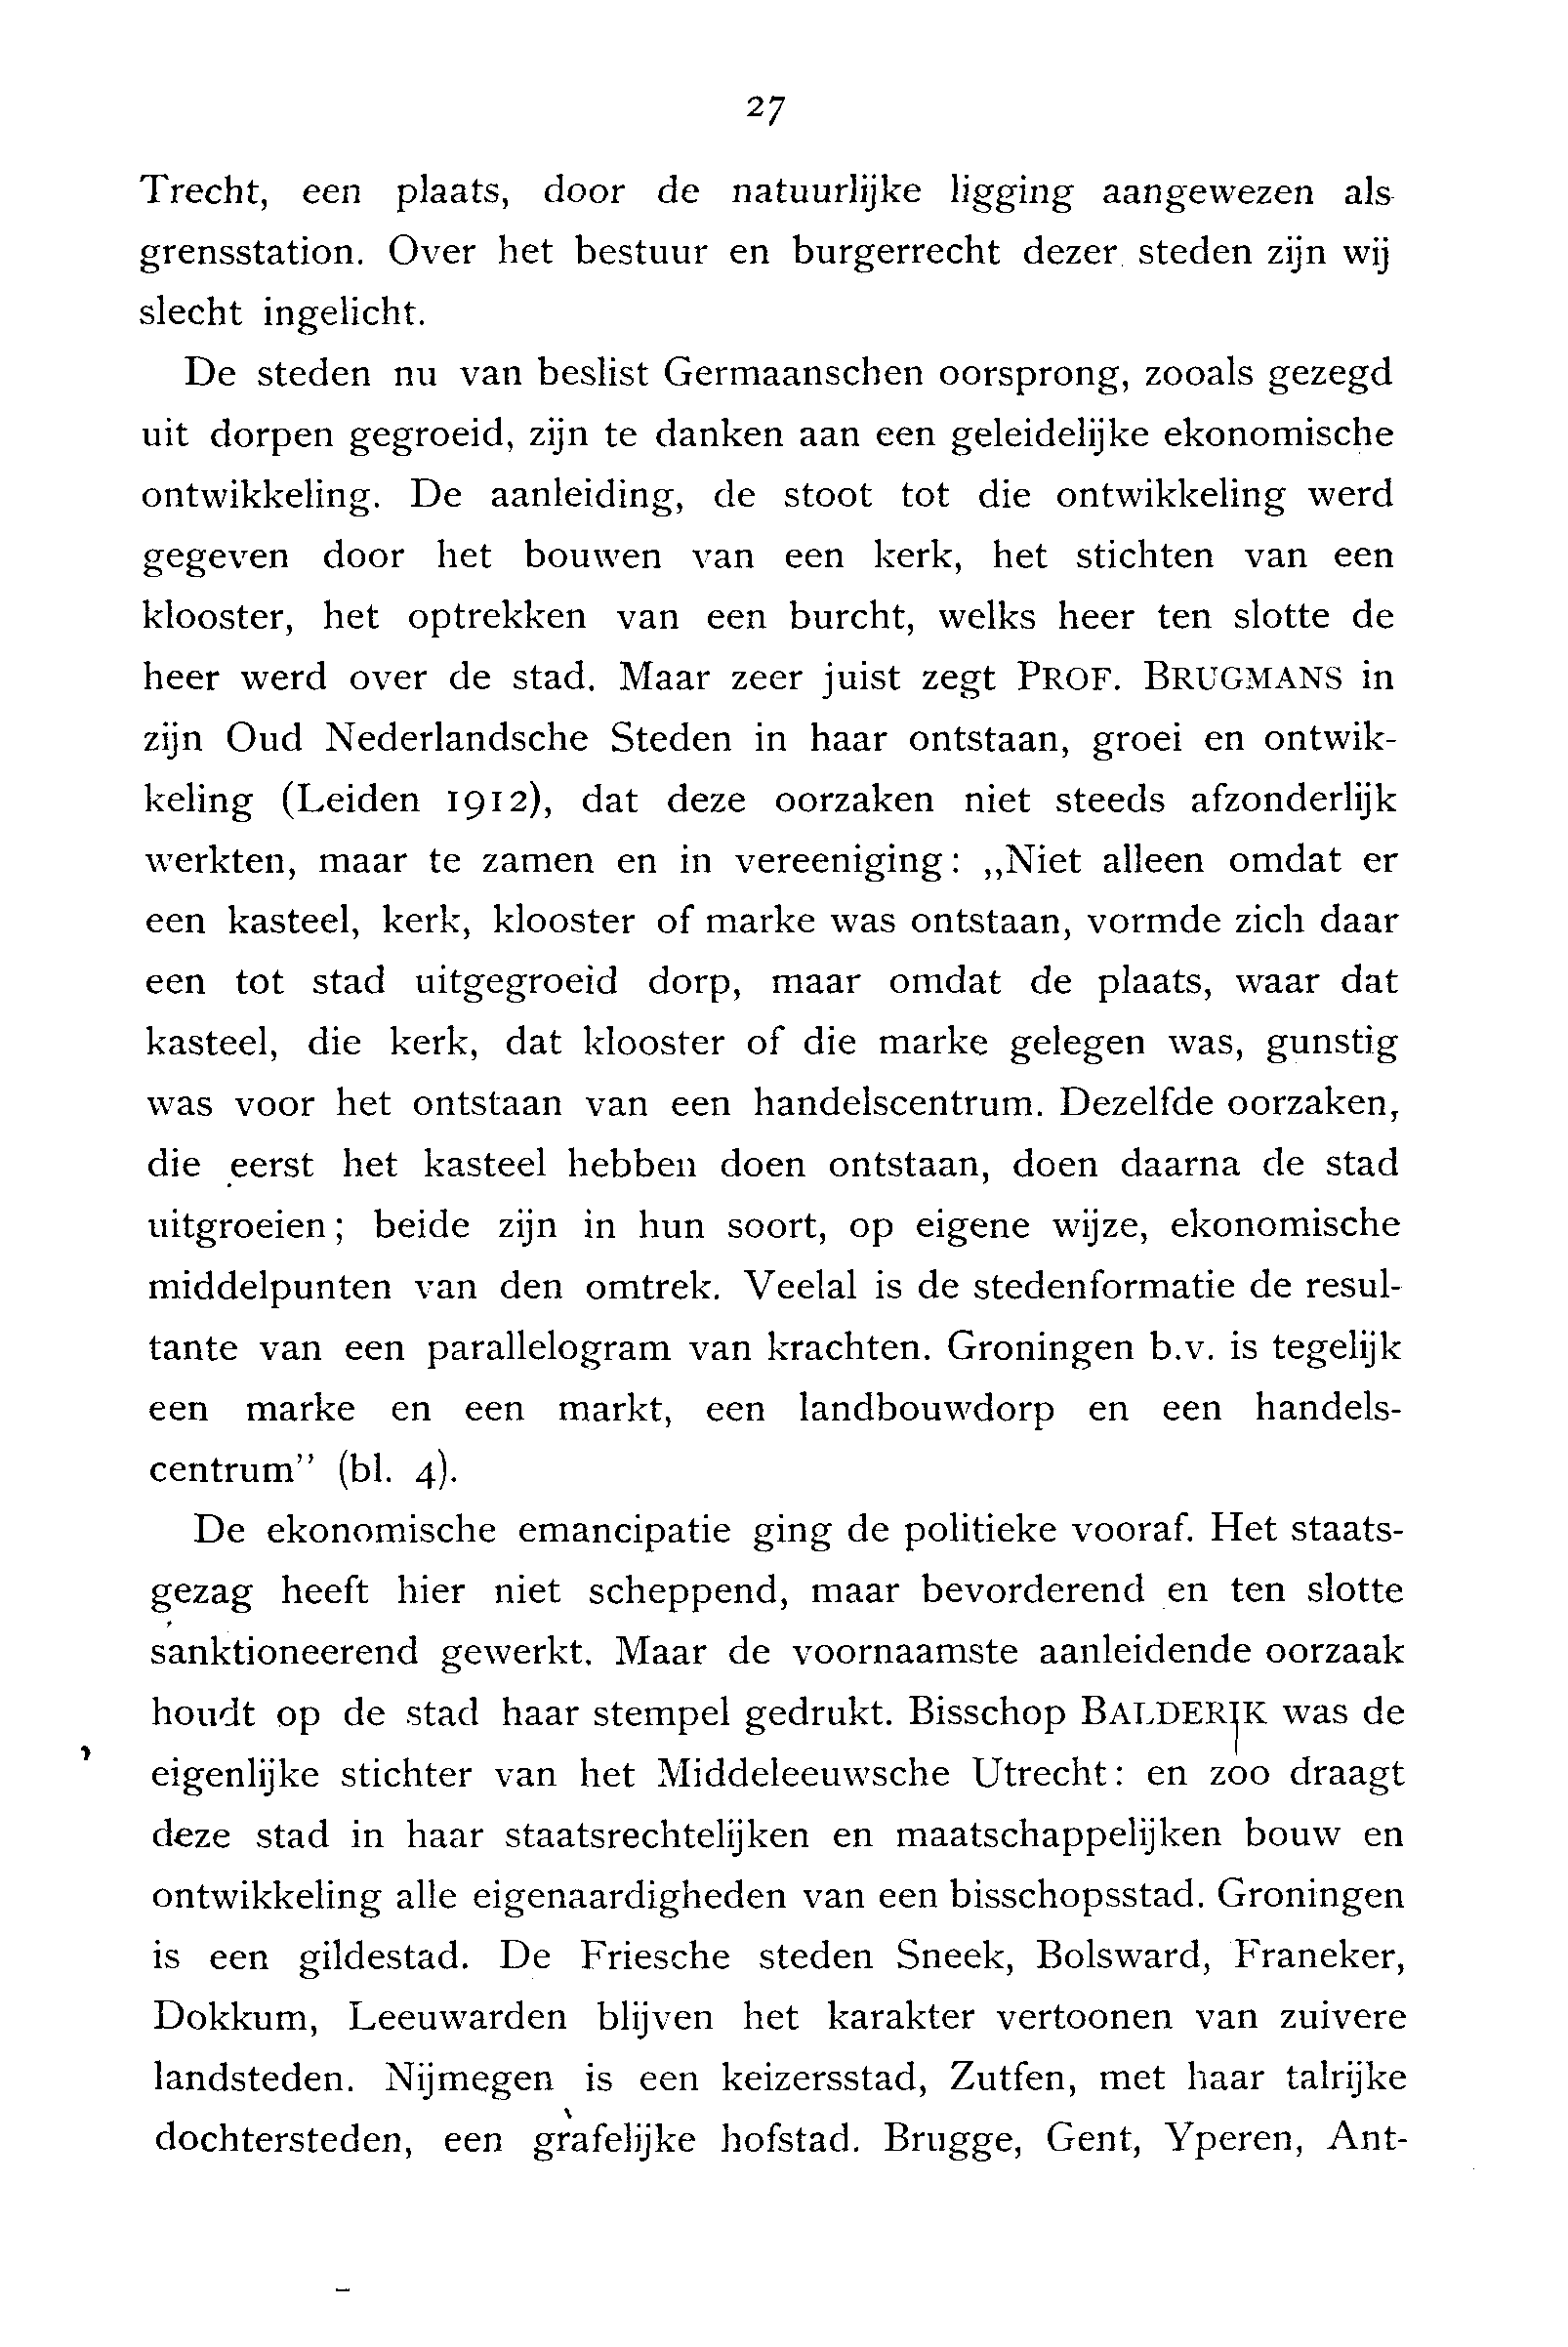 27
Trecht, een plaats, door de natuurlijke ligging aangewezen als
grensstation. Over het bestuur en burgerrecht dezer steden zijn wij
slecht ingelicht.
De steden nu van beslist Germaanschen oorsprong, zooals gezegd
uit dorpen gegroeid, zijn te danken aan een geleidelijke ekonomische
ontwikkeling. De aanleiding, de stoot tot die ontwikkeling werd
gegeven door het bouwen van een kerk, het stichten van een
klooster, het optrekken van een burcht, welks heer ten slotte de
heer werd over de stad. Maar zeer juist zegt PROF. BRUGMANS in
zijn Oud Nederlandsche Steden in haar ontstaan, groei en ontwik-
keling (Leiden 1912), dat deze oorzaken niet steeds afzonderlijk
werkten, maar te zamen en in vereeniging: „Niet alleen omdat er
een kasteel, kerk, klooster of marke was ontstaan, vormde zich daar
een tot stad uitgegroeid dorp, maar omdat de plaats, waar dat
kasteel, die kerk, dat klooster of die marke gelegen was, gunstig
was voor het ontstaan van een handelscentrum. Dezelfde oorzaken,
die eerst het kasteel hebben doen ontstaan, doen daarna de stad
uitgroeien; beide zijn in hun soort, op eigene wijze, ekonomische
middelpunten van den omtrek. Veelal is de stedenformatie de resul-
tante van een parallelogram van krachten. Groningen b.v. is tegelijk
een marke en een markt, een landbouwdorp en een handels-
centrum” (bl. 4).
De ekonomische emancipatie ging de politieke vooraf. Het staats-
gezag heeft hier niet scheppend, maar bevorderend en ten slotte
sanktioneerend gewerkt. Maar de voornaamste aanleidende oorzaak
houdt op de stad haar stempel gedrukt. Bisschop BALDERIK was de
eigenlijke stichter van het Middeleeuwsche Utrecht: en zoo draagt
deze stad in haar staatsrechtelijken en maatschappelijken bouw en
ontwikkeling alle eigenaardigheden van een bisschopsstad. Groningen
is een gildestad. De Friesche steden Sneek, Bolsward, Franeker,
Dokkum, Leeuwarden blijven het karakter vertoonen van zuivere
landsteden. Nijmegen is een keizersstad, Zutfen, met haar talrijke
dochtersteden, een grafelijke hofstad. Brugge, Gent, Yperen, Ant-